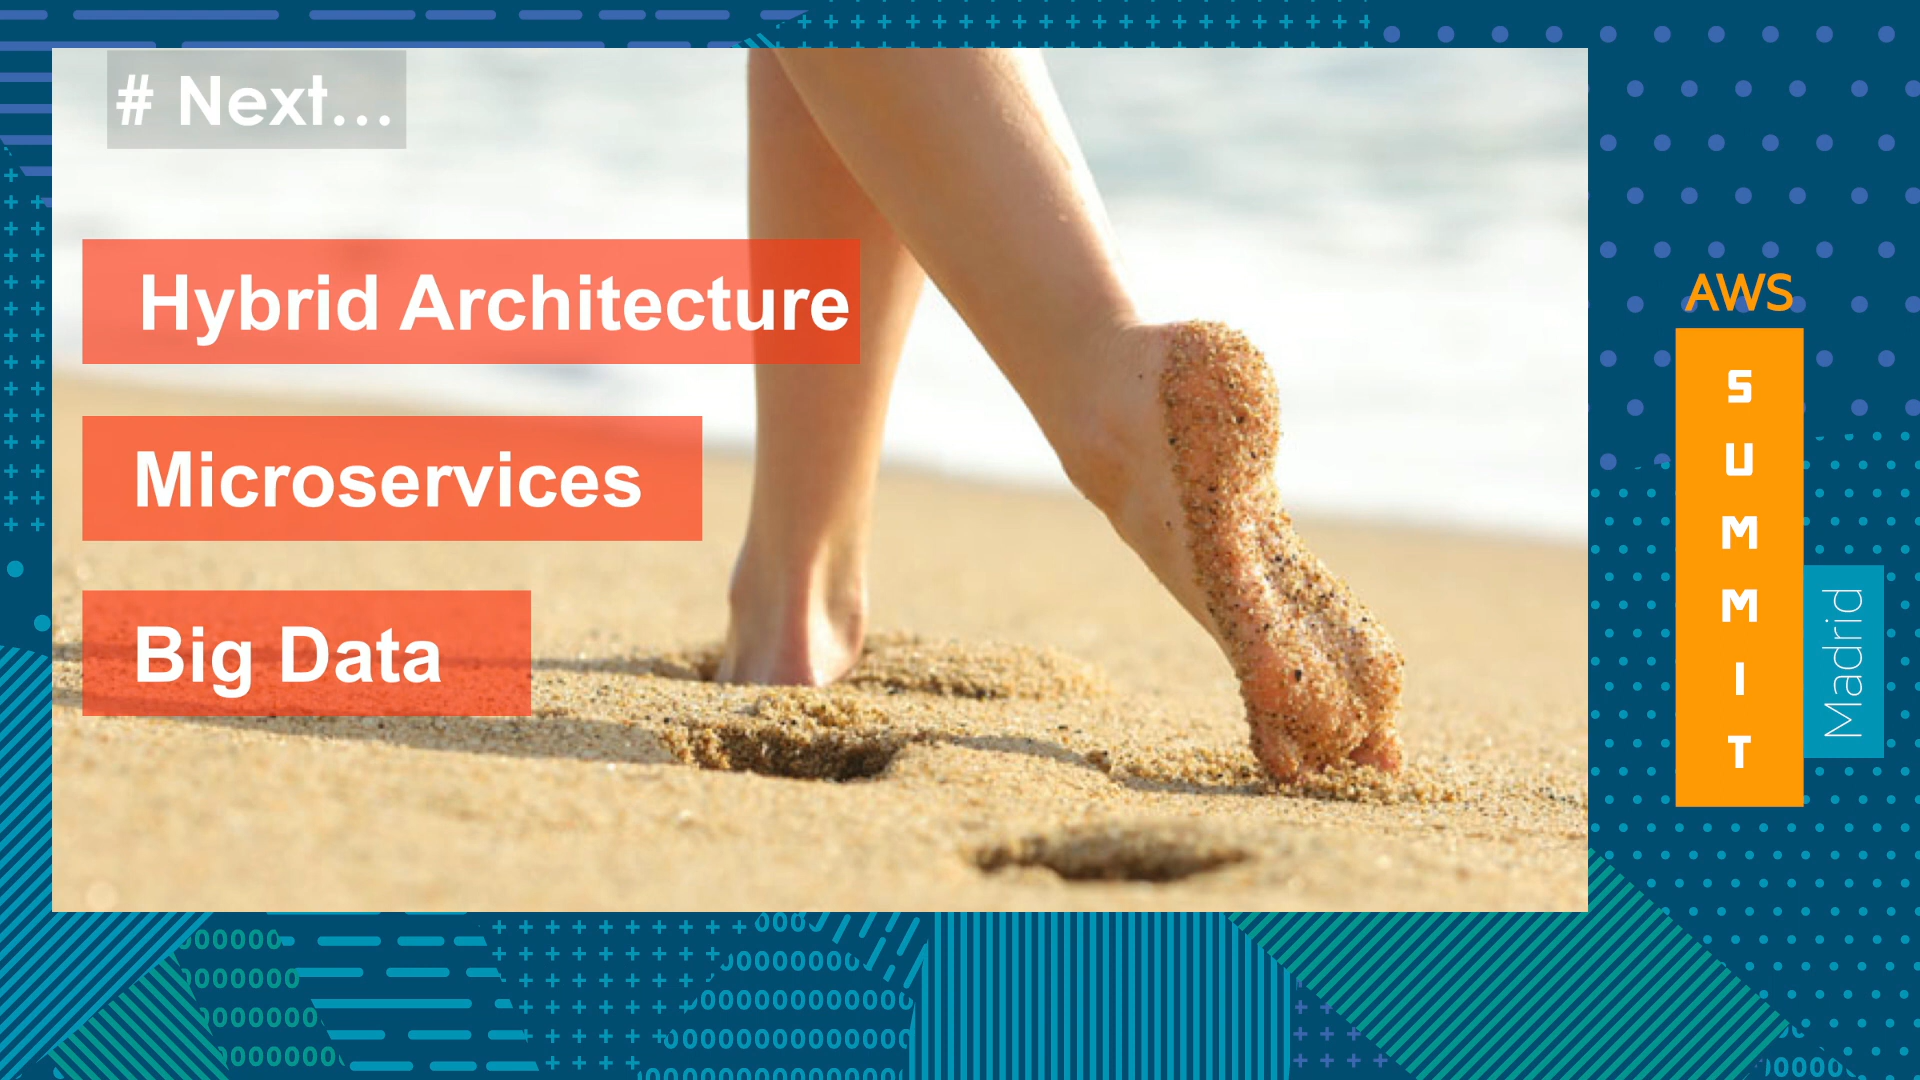 # Next...
Hybrid Architecture
Microservices
Big Data
AWS
SUMMIT
Madrid